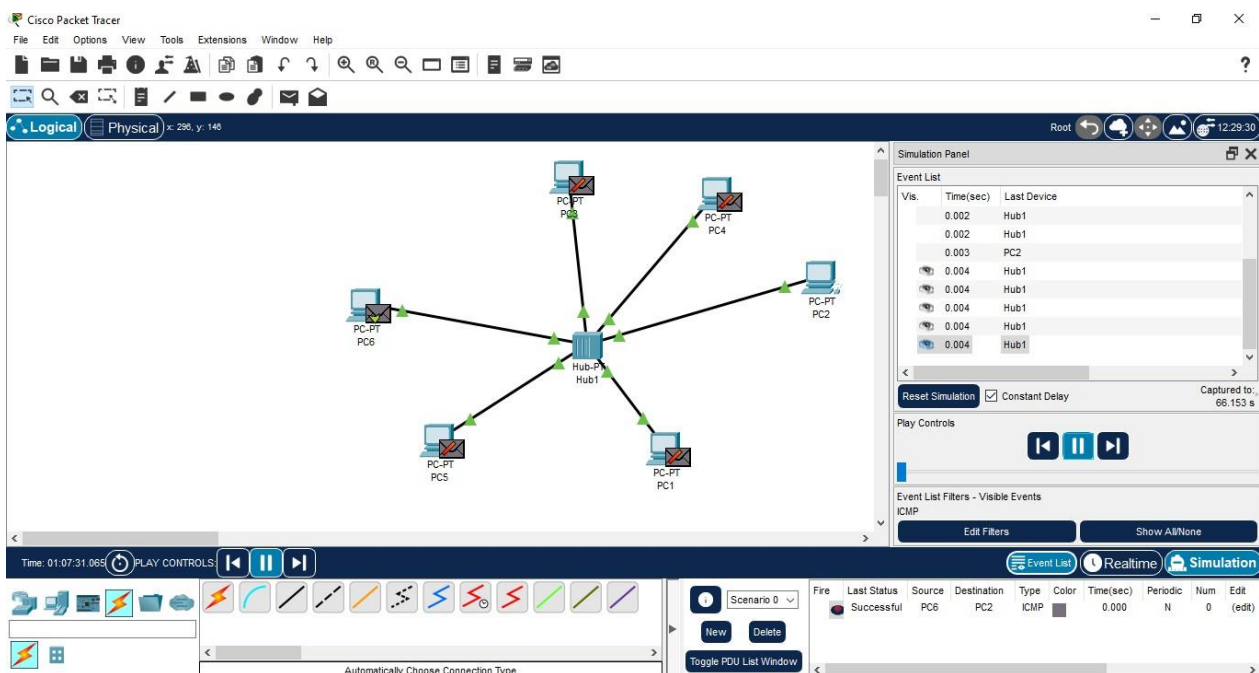 Cisco Packet Tracer
File Edit Options View Tools Extensions Window Help
?
Logical Physical x: 296, y: 146 Root 12:29:30
Simulation Panel
Event List
Vis. Time(sec) Last Device
0.002 Hub1
0.002 Hub1
0.003 PC2
0.004 Hub1
0.004 Hub1
0.004 Hub1
0.004 Hub1
0.004 Hub1
Reset Simulation Constant Delay Captured to:
66.153 s
Play Controls
Event List Filters - Visible Events
ICMP
Edit Filters Show All/None
PC-PT
PC3
PC-PT
PC4
PC-PT
PC2
PC-PT
PC6
Hub-PT
Hub1
PC-PT
PC5
PC-PT
PC1
Time: 01:07:31.065 PLAY CONTROLS: Event List Realtime Simulation
Scenario 0
New Delete
Toggle PDU List Window
Fire Last Status Source Destination Type Color Time(sec) Periodic Num Edit
Successful PC6 PC2 ICMP 0.000 N 0 (edit)
Automatically Choose Connection Type